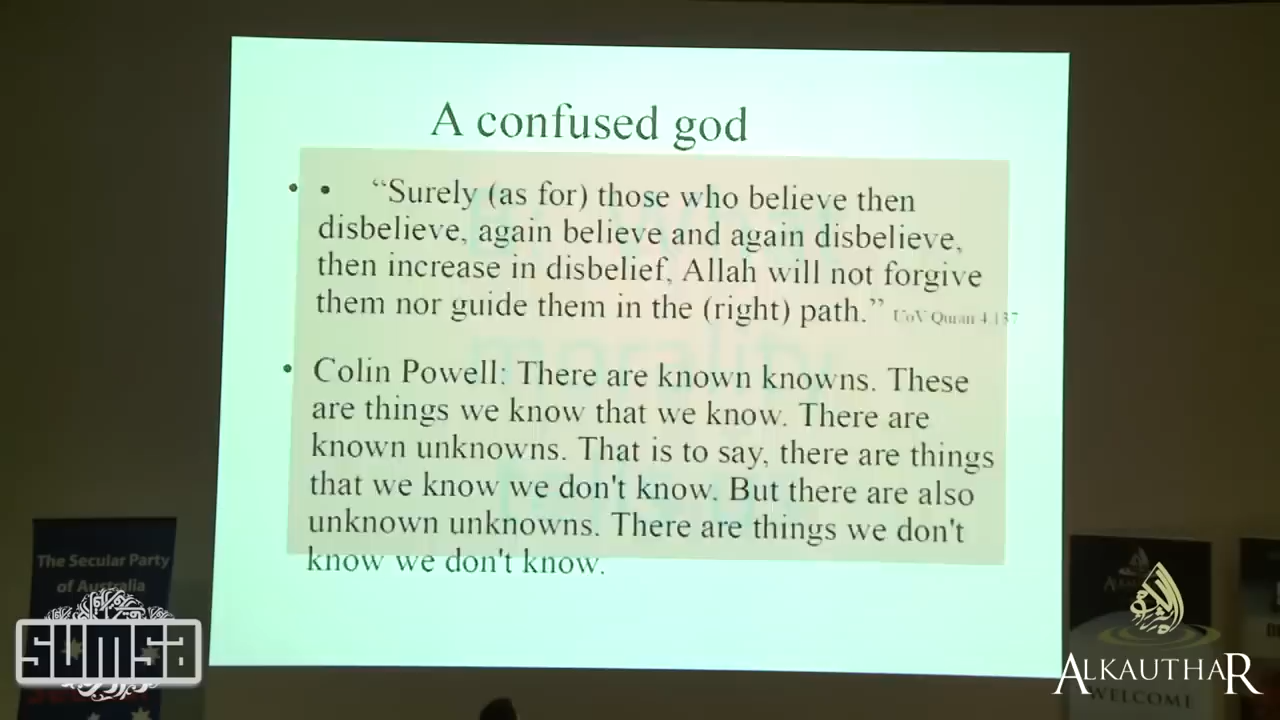 A confused god
• • “Surely (as for) those who believe then
disbelieve, again believe and again disbelieve,
then increase in disbelief, Allah will not forgive
them nor guide them in the (right) path.” UoV Quran 4.137
• Colin Powell: There are known knowns. These
are things we know that we know. There are
known unknowns. That is to say, there are things
that we know we don't know. But there are also
unknown unknowns. There are things we don't
know we don't know.
The Secular Party
of Australia
sumsa
ALKAUTHAR
WELCOME